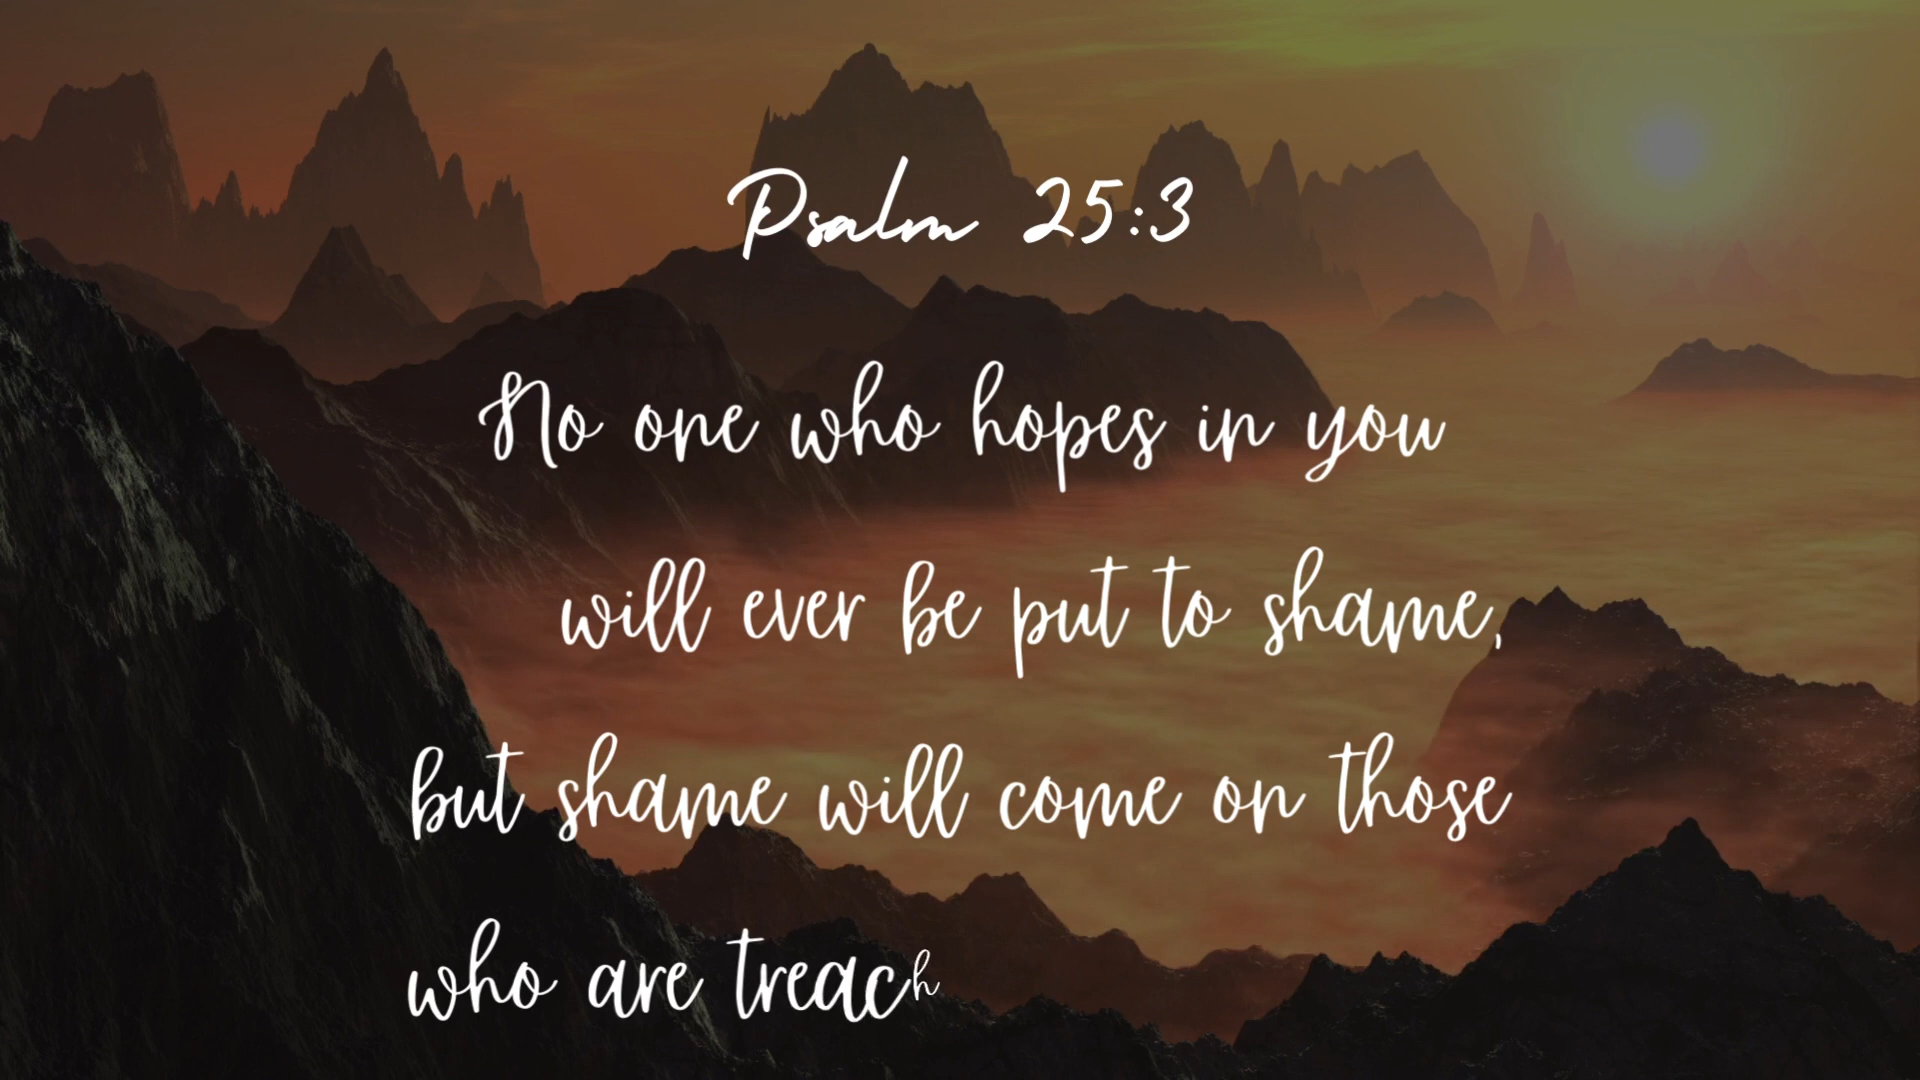 Psalm 25:3
No one who hopes in you
will ever be put to shame,
but shame will come on those
who are treach